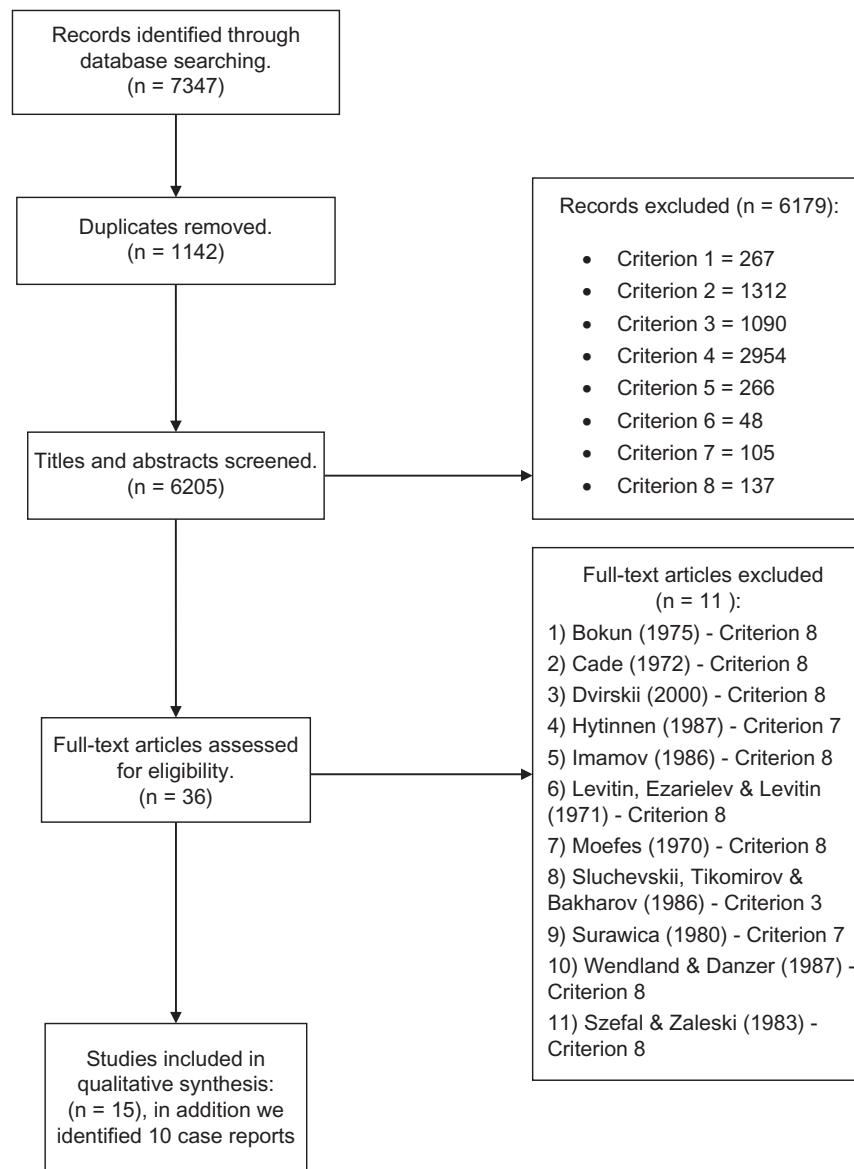 Records identified through
database searching.
(n = 7347)
Duplicates removed.
(n = 1142)
Records excluded (n = 6179):
• Criterion 1 = 267
• Criterion 2 = 1312
• Criterion 3 = 1090
• Criterion 4 = 2954
• Criterion 5 = 266
• Criterion 6 = 48
• Criterion 7 = 105
• Criterion 8 = 137
Titles and abstracts screened.
(n = 6205)
Full-text articles excluded
(n = 11 ):
1) Bokun (1975) - Criterion 8
2) Cade (1972) - Criterion 8
3) Dvirskii (2000) - Criterion 8
4) Hytinnen (1987) - Criterion 7
5) Imamov (1986) - Criterion 8
6) Levitin, Ezarielev & Levitin
(1971) - Criterion 8
7) Moefes (1970) - Criterion 8
8) Sluchevskii, Tikomirov &
Bakharov (1986) - Criterion 3
9) Surawica (1980) - Criterion 7
10) Wendland & Danzer (1987) -
Criterion 8
11) Szefal & Zaleski (1983) -
Criterion 8
Full-text articles assessed
for eligibility.
(n = 36)
Studies included in
qualitative synthesis:
(n = 15), in addition we
identified 10 case reports